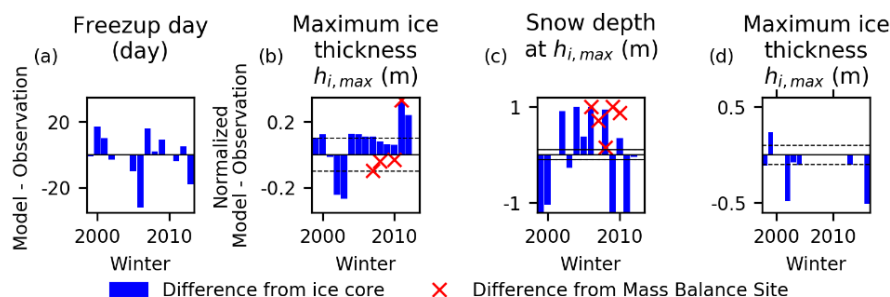 Freezup day
(day)
(a)
Model - Observation
20
-20
2000
2010
Winter
Maximum ice
thickness
h_{i,max} (m)
(b)
Normalized
Model - Observation
0.2
-0.2
2000
2010
Winter
Snow depth
at h_{i,max} (m)
(c)
1
-1
2000
2010
Winter
Maximum ice
thickness
h_{i,max} (m)
(d)
0.5
-0.5
2000
2010
Winter
Difference from ice core
Difference from Mass Balance Site